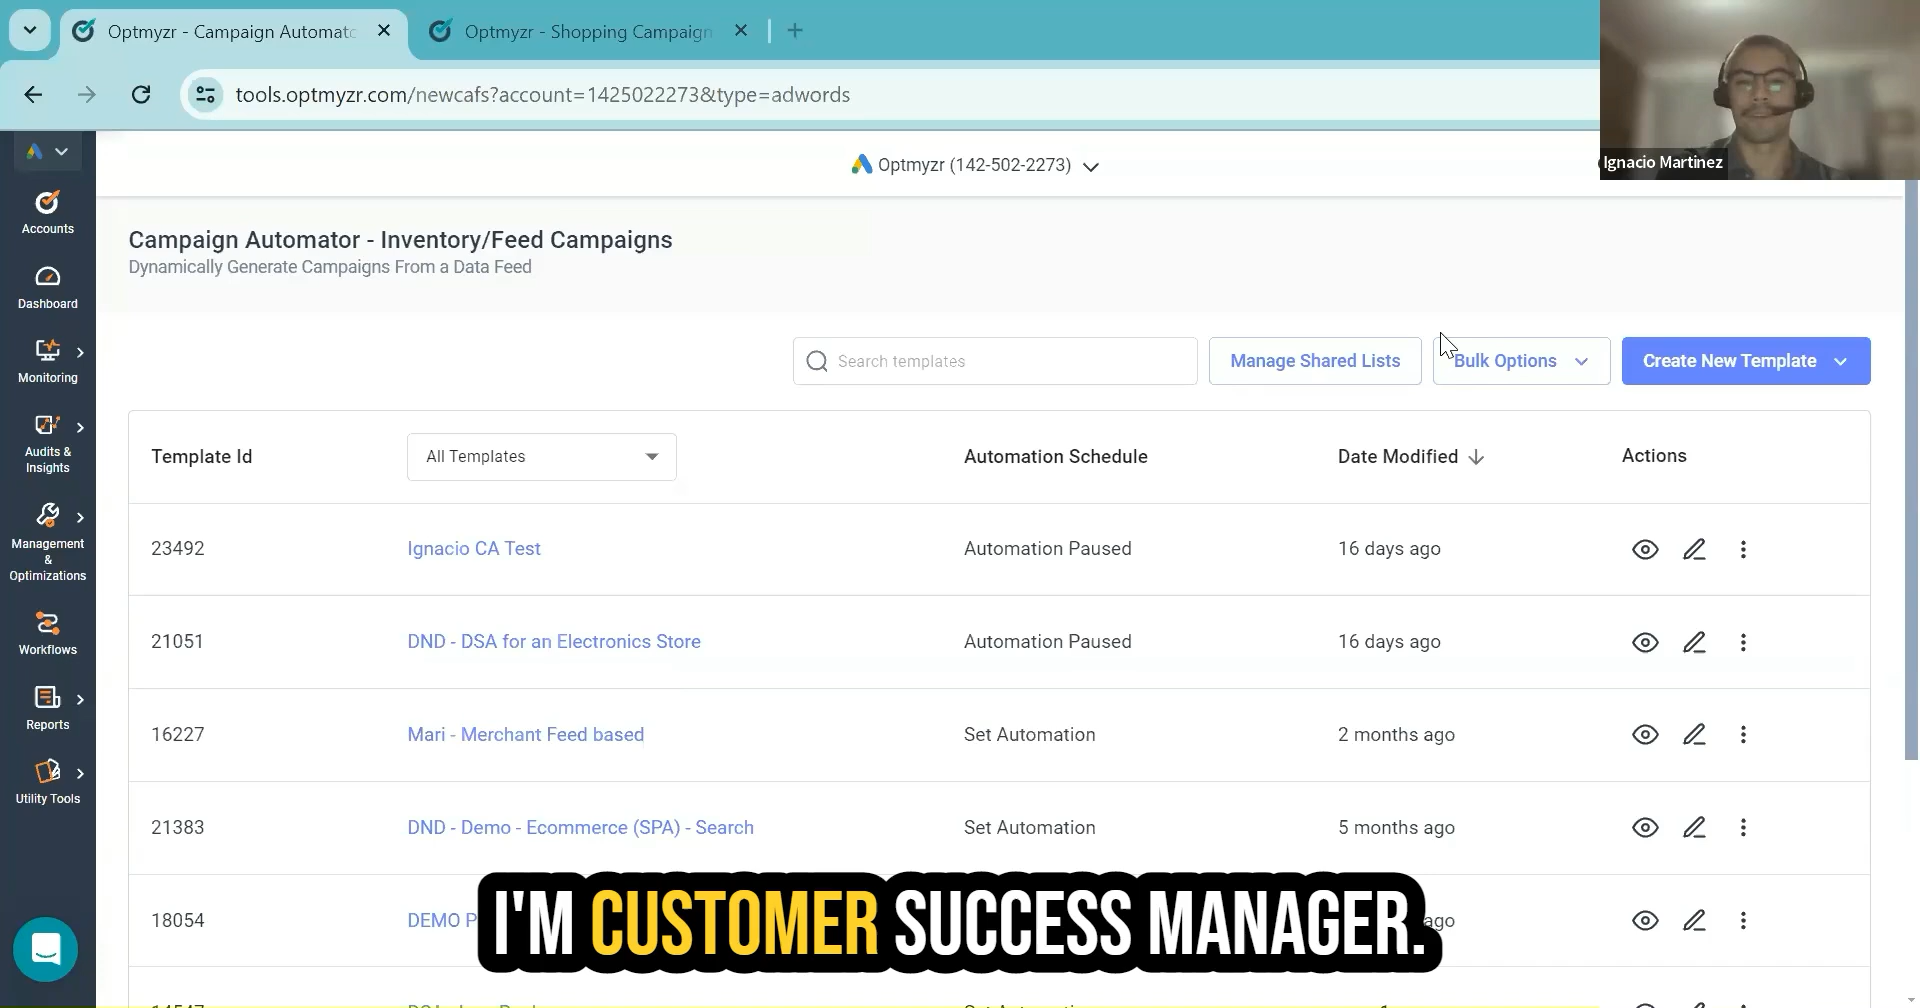 Optmyzr - Campaign Automato
Optmyzr - Shopping Campaign
tools.optmyzr.com/newcafs?account=1425022273&type=adwords
Ignacio Martinez
Optmyzr (142-502-2273)
Accounts
Dashboard
Monitoring
Audits &
Insights
Management
&
Optimizations
Workflows
Reports
Utility Tools
Campaign Automator - Inventory/Feed Campaigns
Dynamically Generate Campaigns From a Data Feed
Search templates
Manage Shared Lists
Bulk Options
Create New Template
Template Id
All Templates
Automation Schedule
Date Modified
Actions
23492
Ignacio CA Test
Automation Paused
16 days ago
21051
DND - DSA for an Electronics Store
Automation Paused
16 days ago
16227
Mari - Merchant Feed based
Set Automation
2 months ago
21383
DND - Demo - Ecommerce (SPA) - Search
Set Automation
5 months ago
18054
DEMO P
ago
I'M CUSTOMER SUCCESS MANAGER.